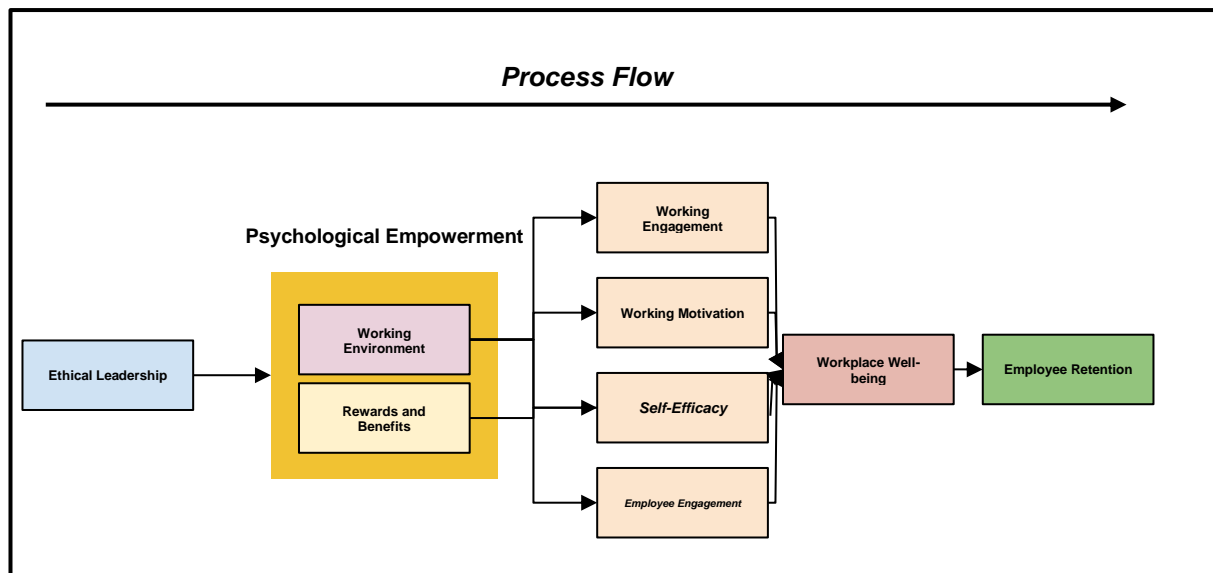 Process Flow
Psychological Empowerment
Ethical Leadership
Working
Environment
Rewards and
Benefits
Working
Engagement
Working Motivation
Self-Efficacy
Employee Engagement
Workplace Well-
being
Employee Retention